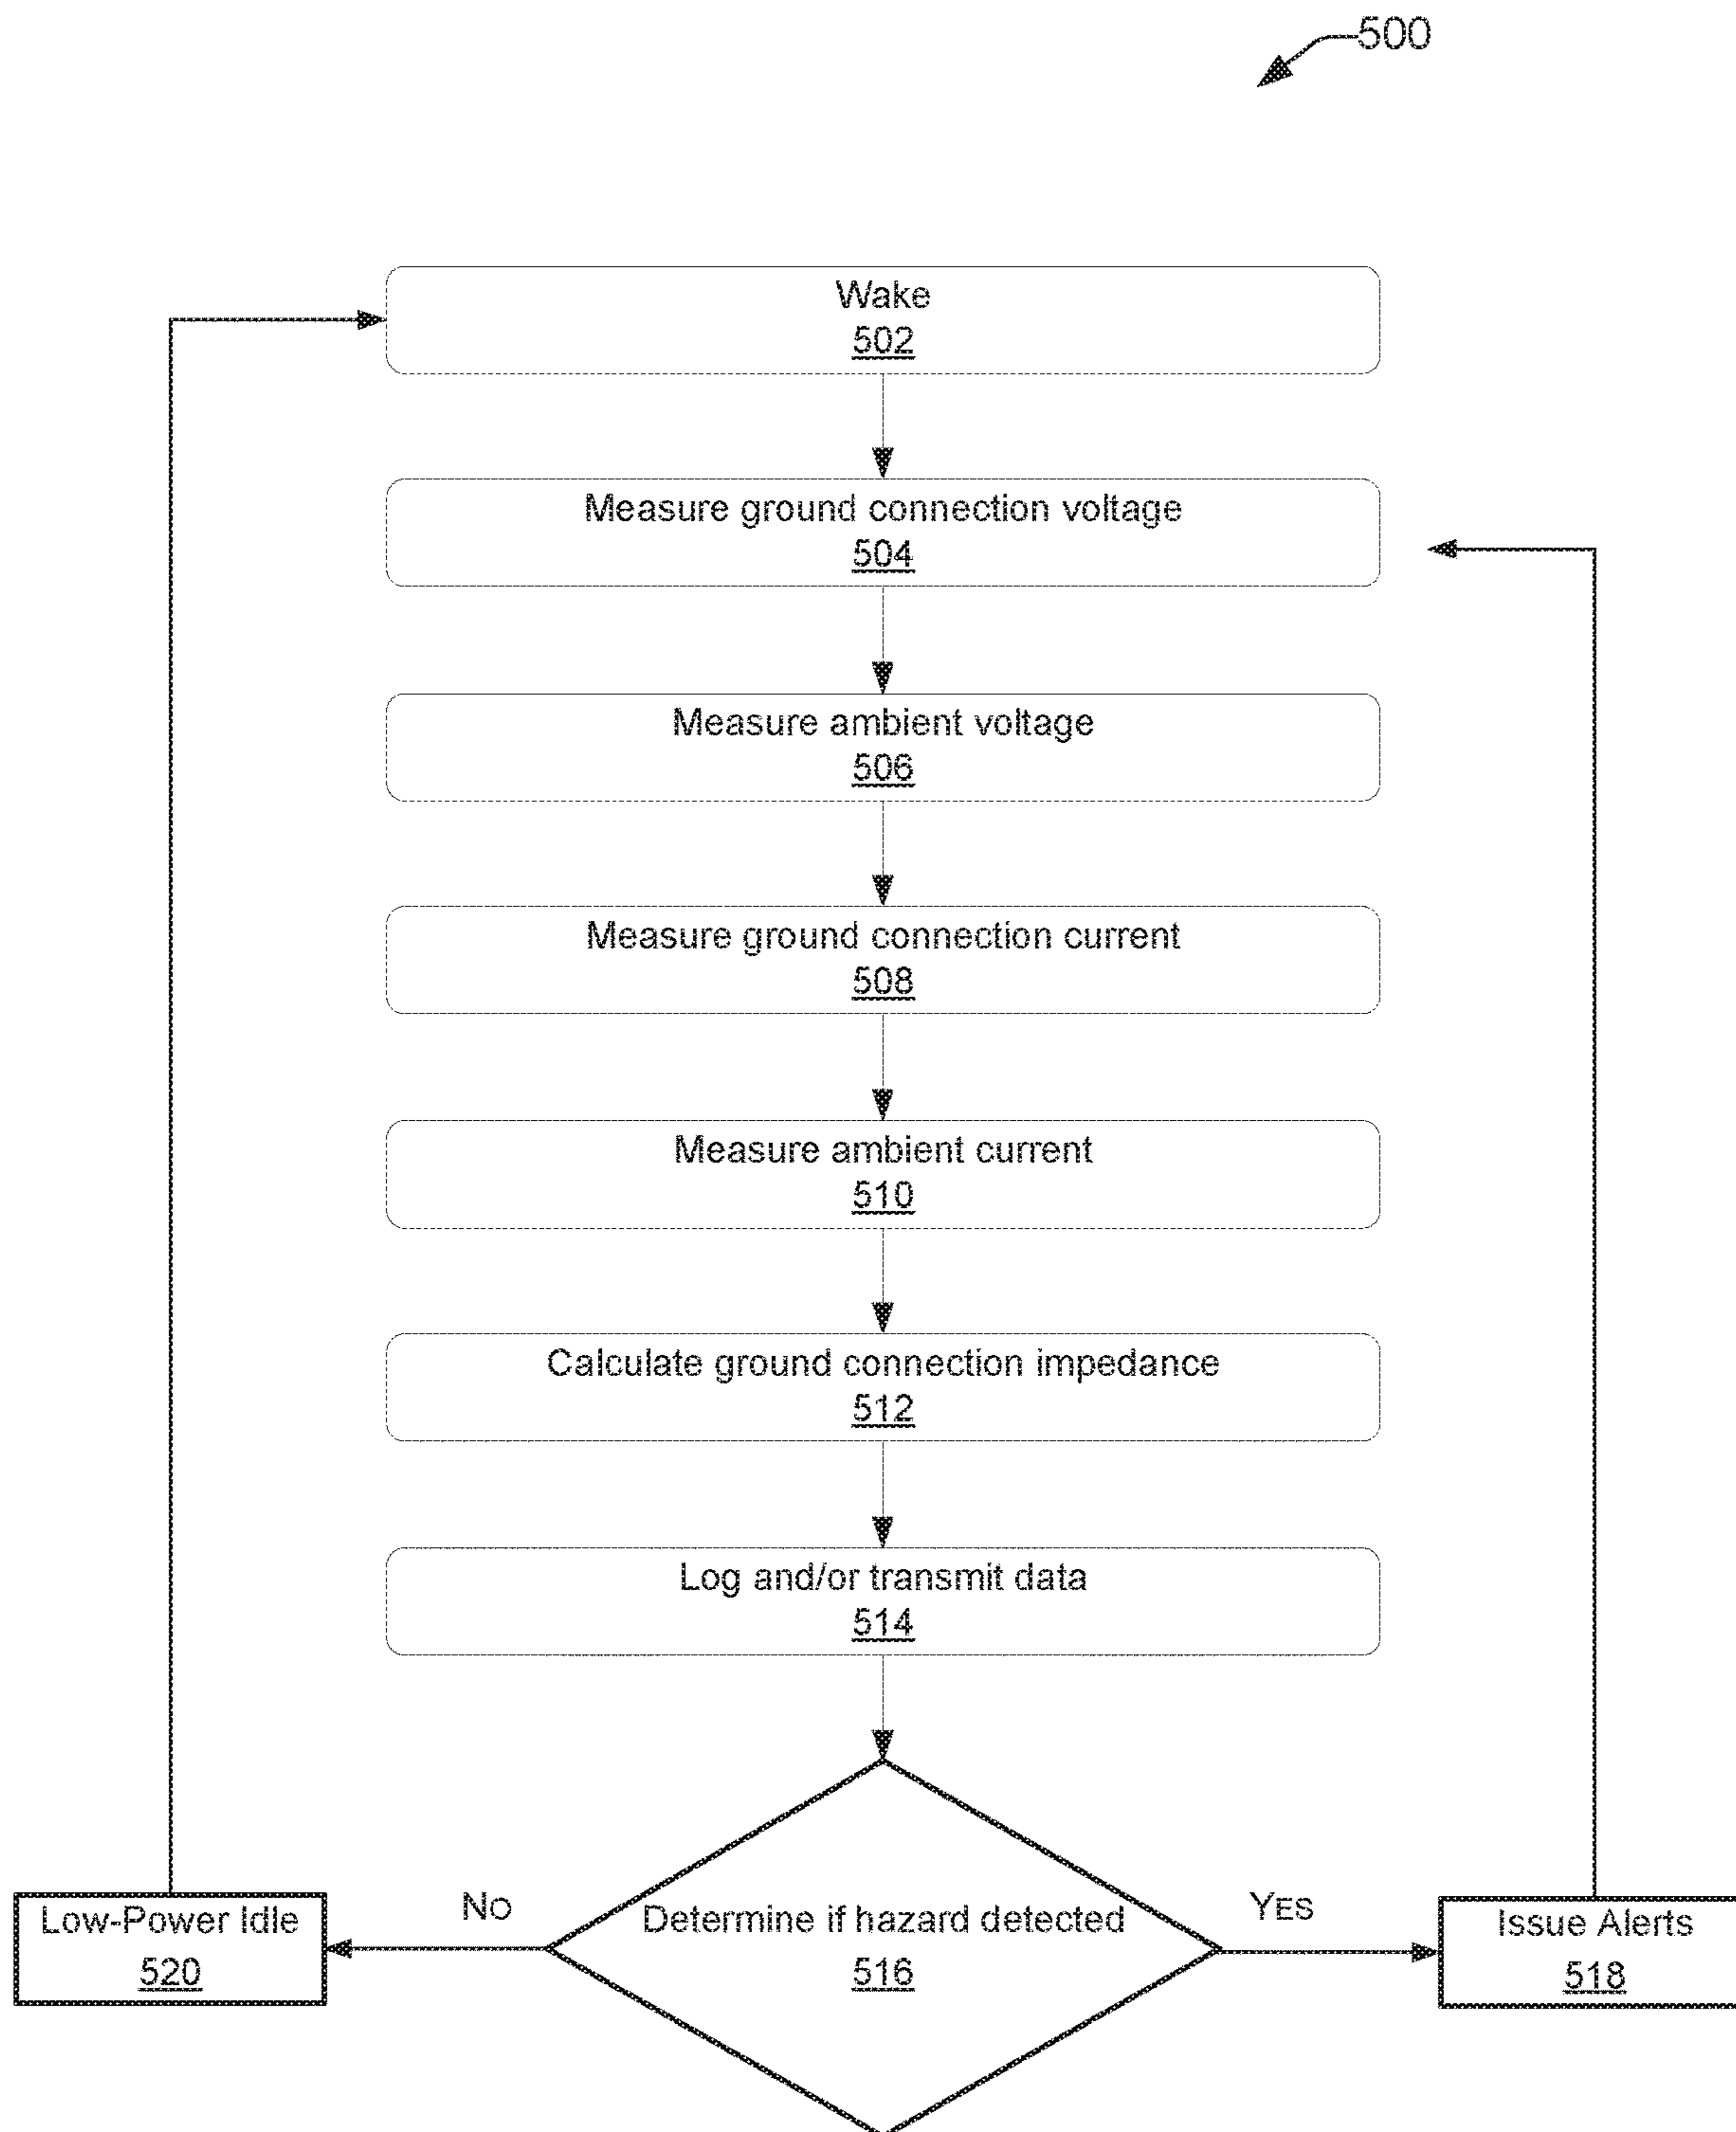 500
Wake
502
Measure ground connection voltage
504
Measure ambient voltage
506
Measure ground connection current
508
Measure ambient current
510
Calculate ground connection impedance
512
Log and/or transmit data
514
Low-Power Idle
520
NO
Determine if hazard detected
516
YES
Issue Alerts
518